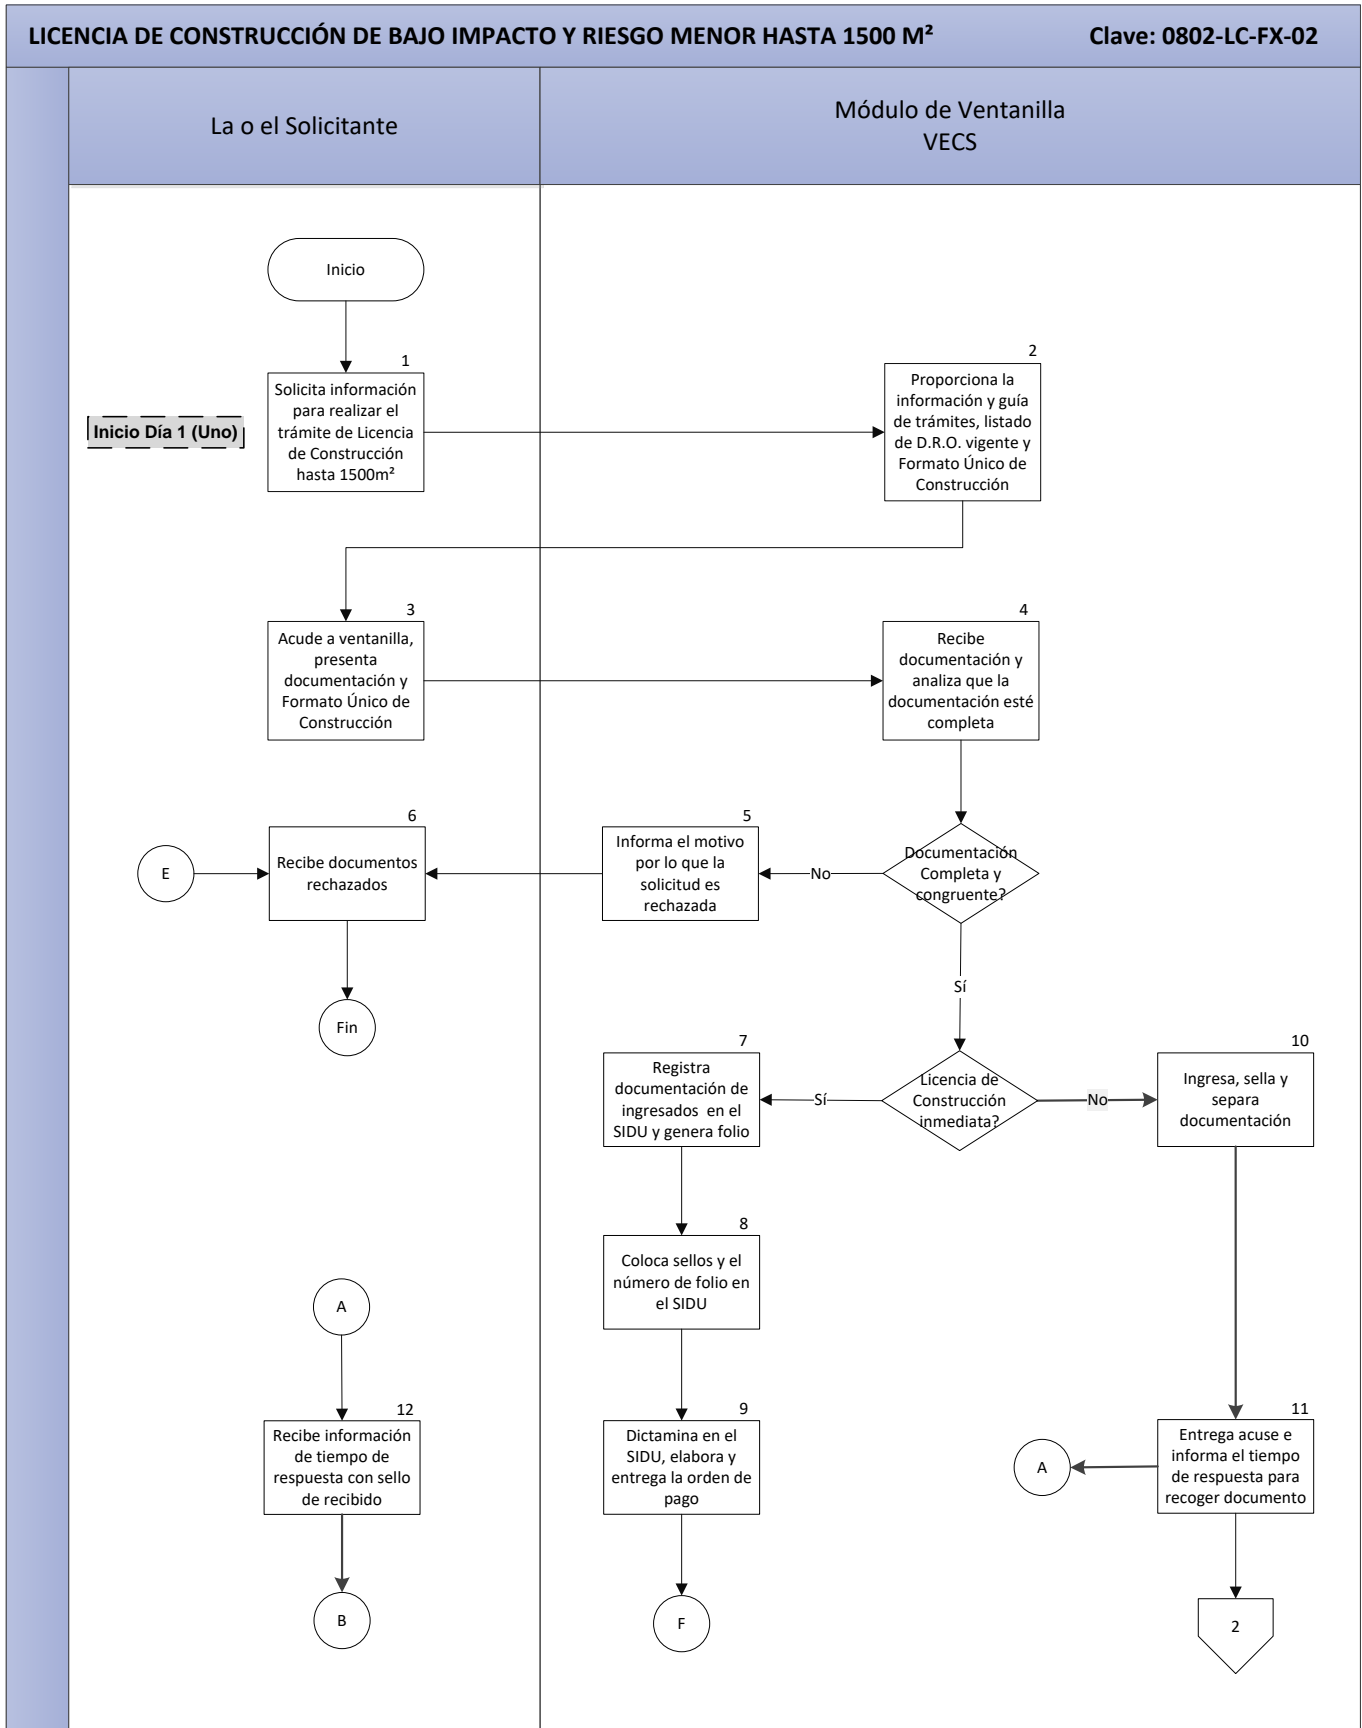 LICENCIA DE CONSTRUCCIÓN DE BAJO IMPACTO Y RIESGO MENOR HASTA 1500 M²
Clave: 0802-LC-FX-02
La o el Solicitante
Módulo de Ventanilla
VECS
Inicio
1
Solicita información
para realizar el
trámite de Licencia
de Construcción
hasta 1500m²
Inicio Día 1 (Uno)
2
Proporciona la
información y guía
de trámites, listado
de D.R.O. vigente y
Formato Único de
Construcción
3
Acude a ventanilla,
presenta
documentación y
Formato Único de
Construcción
4
Recibe
documentación y
analiza que la
documentación esté
completa
Documentación
Completa y
congruente?
No
5
Informa el motivo
por lo que la
solicitud es
rechazada
6
Recibe documentos
rechazados
E
Fin
Sí
Licencia de
Construcción
inmediata?
Sí
No
7
Registra
documentación de
ingresados en el
SIDU y genera folio
10
Ingresa, sella y
separa
documentación
8
Coloca sellos y el
número de folio en
el SIDU
A
12
Recibe información
de tiempo de
respuesta con sello
de recibido
B
9
Dictamina en el
SIDU, elabora y
entrega la orden de
pago
F
11
Entrega acuse e
informa el tiempo
de respuesta para
recoger documento
A
2